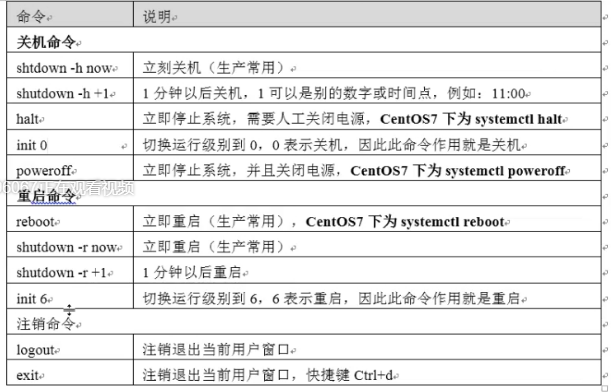 命令 说明
关机命令
shtdown -h now 立刻关机（生产常用）
shutdown -h +1 1 分钟以后关机，1 可以是别的数字或时间点，例如：11:00
halt 立即停止系统，需要人工关闭电源，CentOS7 下为 systemctl halt
init 0 切换运行级别到 0，0 表示关机，因此此命令作用就是关机
poweroff 立即停止系统，并且关闭电源，CentOS7 下为 systemctl poweroff
正在观看视频
重启命令
reboot 立即重启（生产常用），CentOS7 下为 systemctl reboot
shutdown -r now 立即重启（生产常用）
shutdown -r +1 1 分钟以后重启
init 6 切换运行级别到 6，6 表示重启，因此此命令作用就是重启
注销命令
logout 注销退出当前用户窗口
exit 注销退出当前用户窗口，快捷键 Ctrl+d